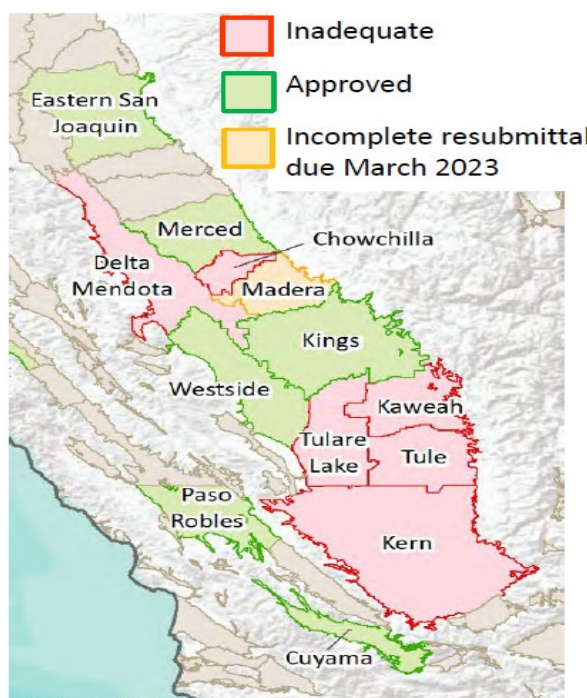 Inadequate
Approved
Incomplete resubmittal
due March 2023
Eastern San
Joaquin
Merced
Chowchilla
Delta
Mendota
Madera
Kings
Westside
Kaweah
Tulare
Lake
Tule
Paso
Robles
Kern
Cuyama